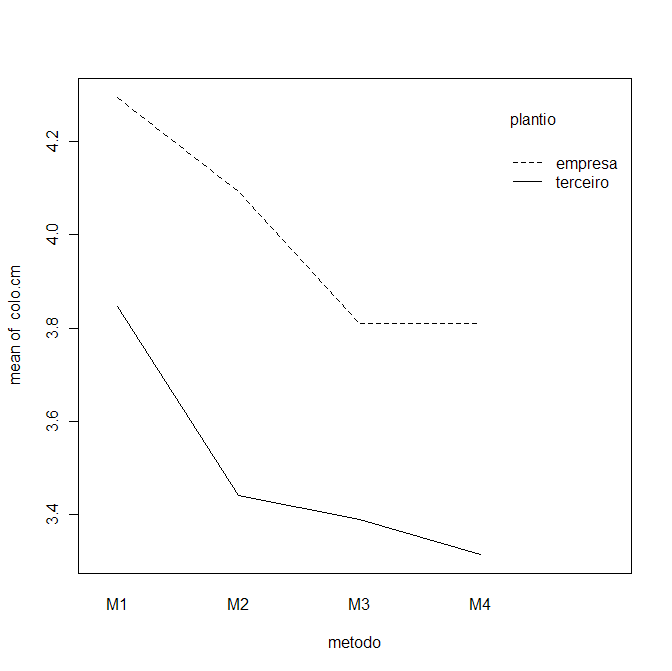 plantio
empresa
terceiro
mean of colo.cm
4.2
4.0
3.8
3.6
3.4
M1 M2 M3 M4
metodo